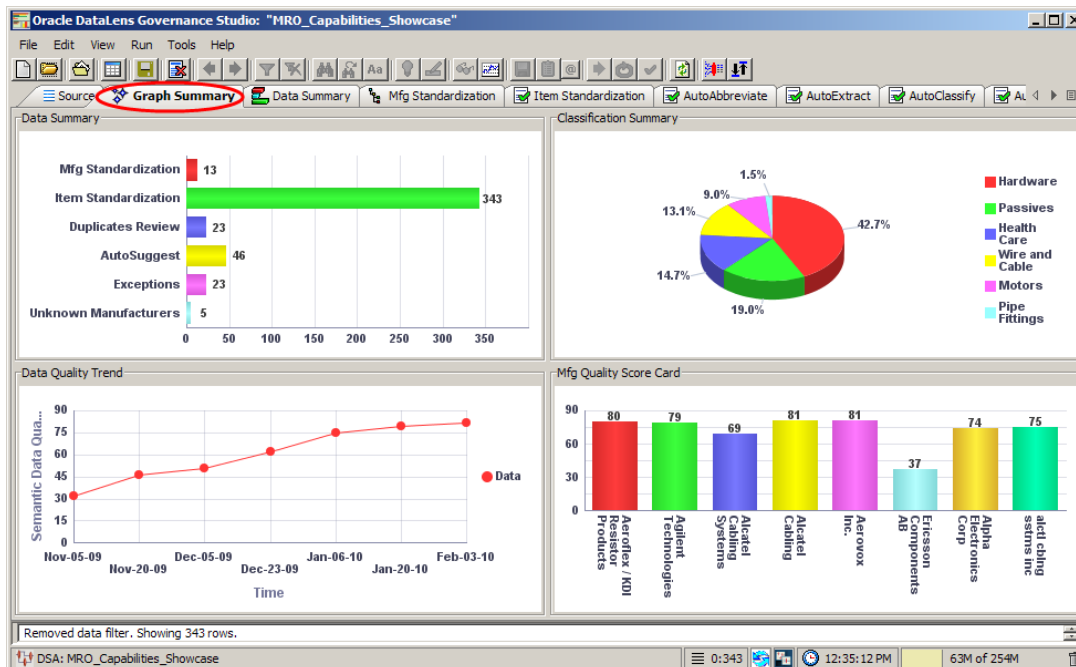 Oracle DataLens Governance Studio: "MRO_Capabilities_Showcase"
File Edit View Run Tools Help
Aa @
Source Graph Summary Data Summary Mfg Standardization Item Standardization AutoAbbreviate AutoExtract AutoClassify
Data Summary
Mfg Standardization 13
Item Standardization 343
Duplicates Review 23
AutoSuggest 46
Exceptions 23
Unknown Manufacturers 5
0 50 100 150 200 250 300 350
Classification Summary
1.5%
9.0%
13.1%
42.7%
14.7%
19.0%
Hardware
Passives
Health
Care
Wire and
Cable
Motors
Pipe
Fittings
Data Quality Trend
Semantic Data Qua...
90
75
60
45
30
15
0
Nov-05-09 Dec-05-09 Jan-06-10 Feb-03-10
Nov-20-09 Dec-23-09 Jan-20-10
Time
Data
Mfg Quality Score Card
90
60
30
0
80 79 69 81 81 37 74 75
Aeroflex / KDI
Resistor
Products
Agilent
Technologies
Alcatel
Cabling
Systems
Alcatel
Cabling
Aerovox
Inc.
Ericsson
Components
AB
Alpha
Electronics
Corp
alctl cblng
sstms inc
Removed data filter. Showing 343 rows.
DSA: MRO_Capabilities_Showcase 0:343 12:35:12 PM 63M of 254M